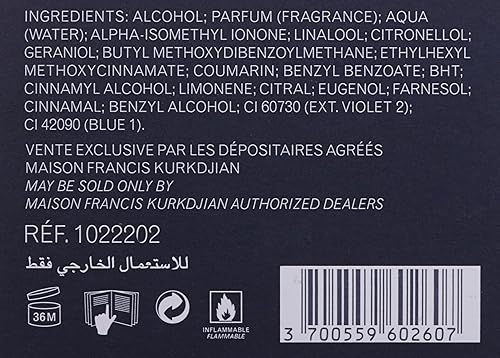 INGREDIENTS: ALCOHOL; PARFUM (FRAGRANCE); AQUA
(WATER); ALPHA-ISOMETHYL IONONE; LINALOOL; CITRONELLOL;
GERANIOL; BUTYL METHOXYDIBENZOYLMETHANE; ETHYLHEXYL
METHOXYCINNAMATE; COUMARIN; BENZYL BENZOATE; BHT;
CINNAMYL ALCOHOL; LIMONENE; CITRAL; EUGENOL; FARNESOL;
CINNAMAL; BENZYL ALCOHOL; CI 60730 (EXT. VIOLET 2);
CI 42090 (BLUE 1).
VENTE EXCLUSIVE PAR LES DÉPOSITAIRES AGRÉÉS
MAISON FRANCIS KURKDJIAN
MAY BE SOLD ONLY BY
MAISON FRANCIS KURKDJIAN AUTHORIZED DEALERS
RÉF. 1022202
للاستعمال الخارجي فقط
36M
INFLAMMABLE
FLAMMABLE
3 700559 602607